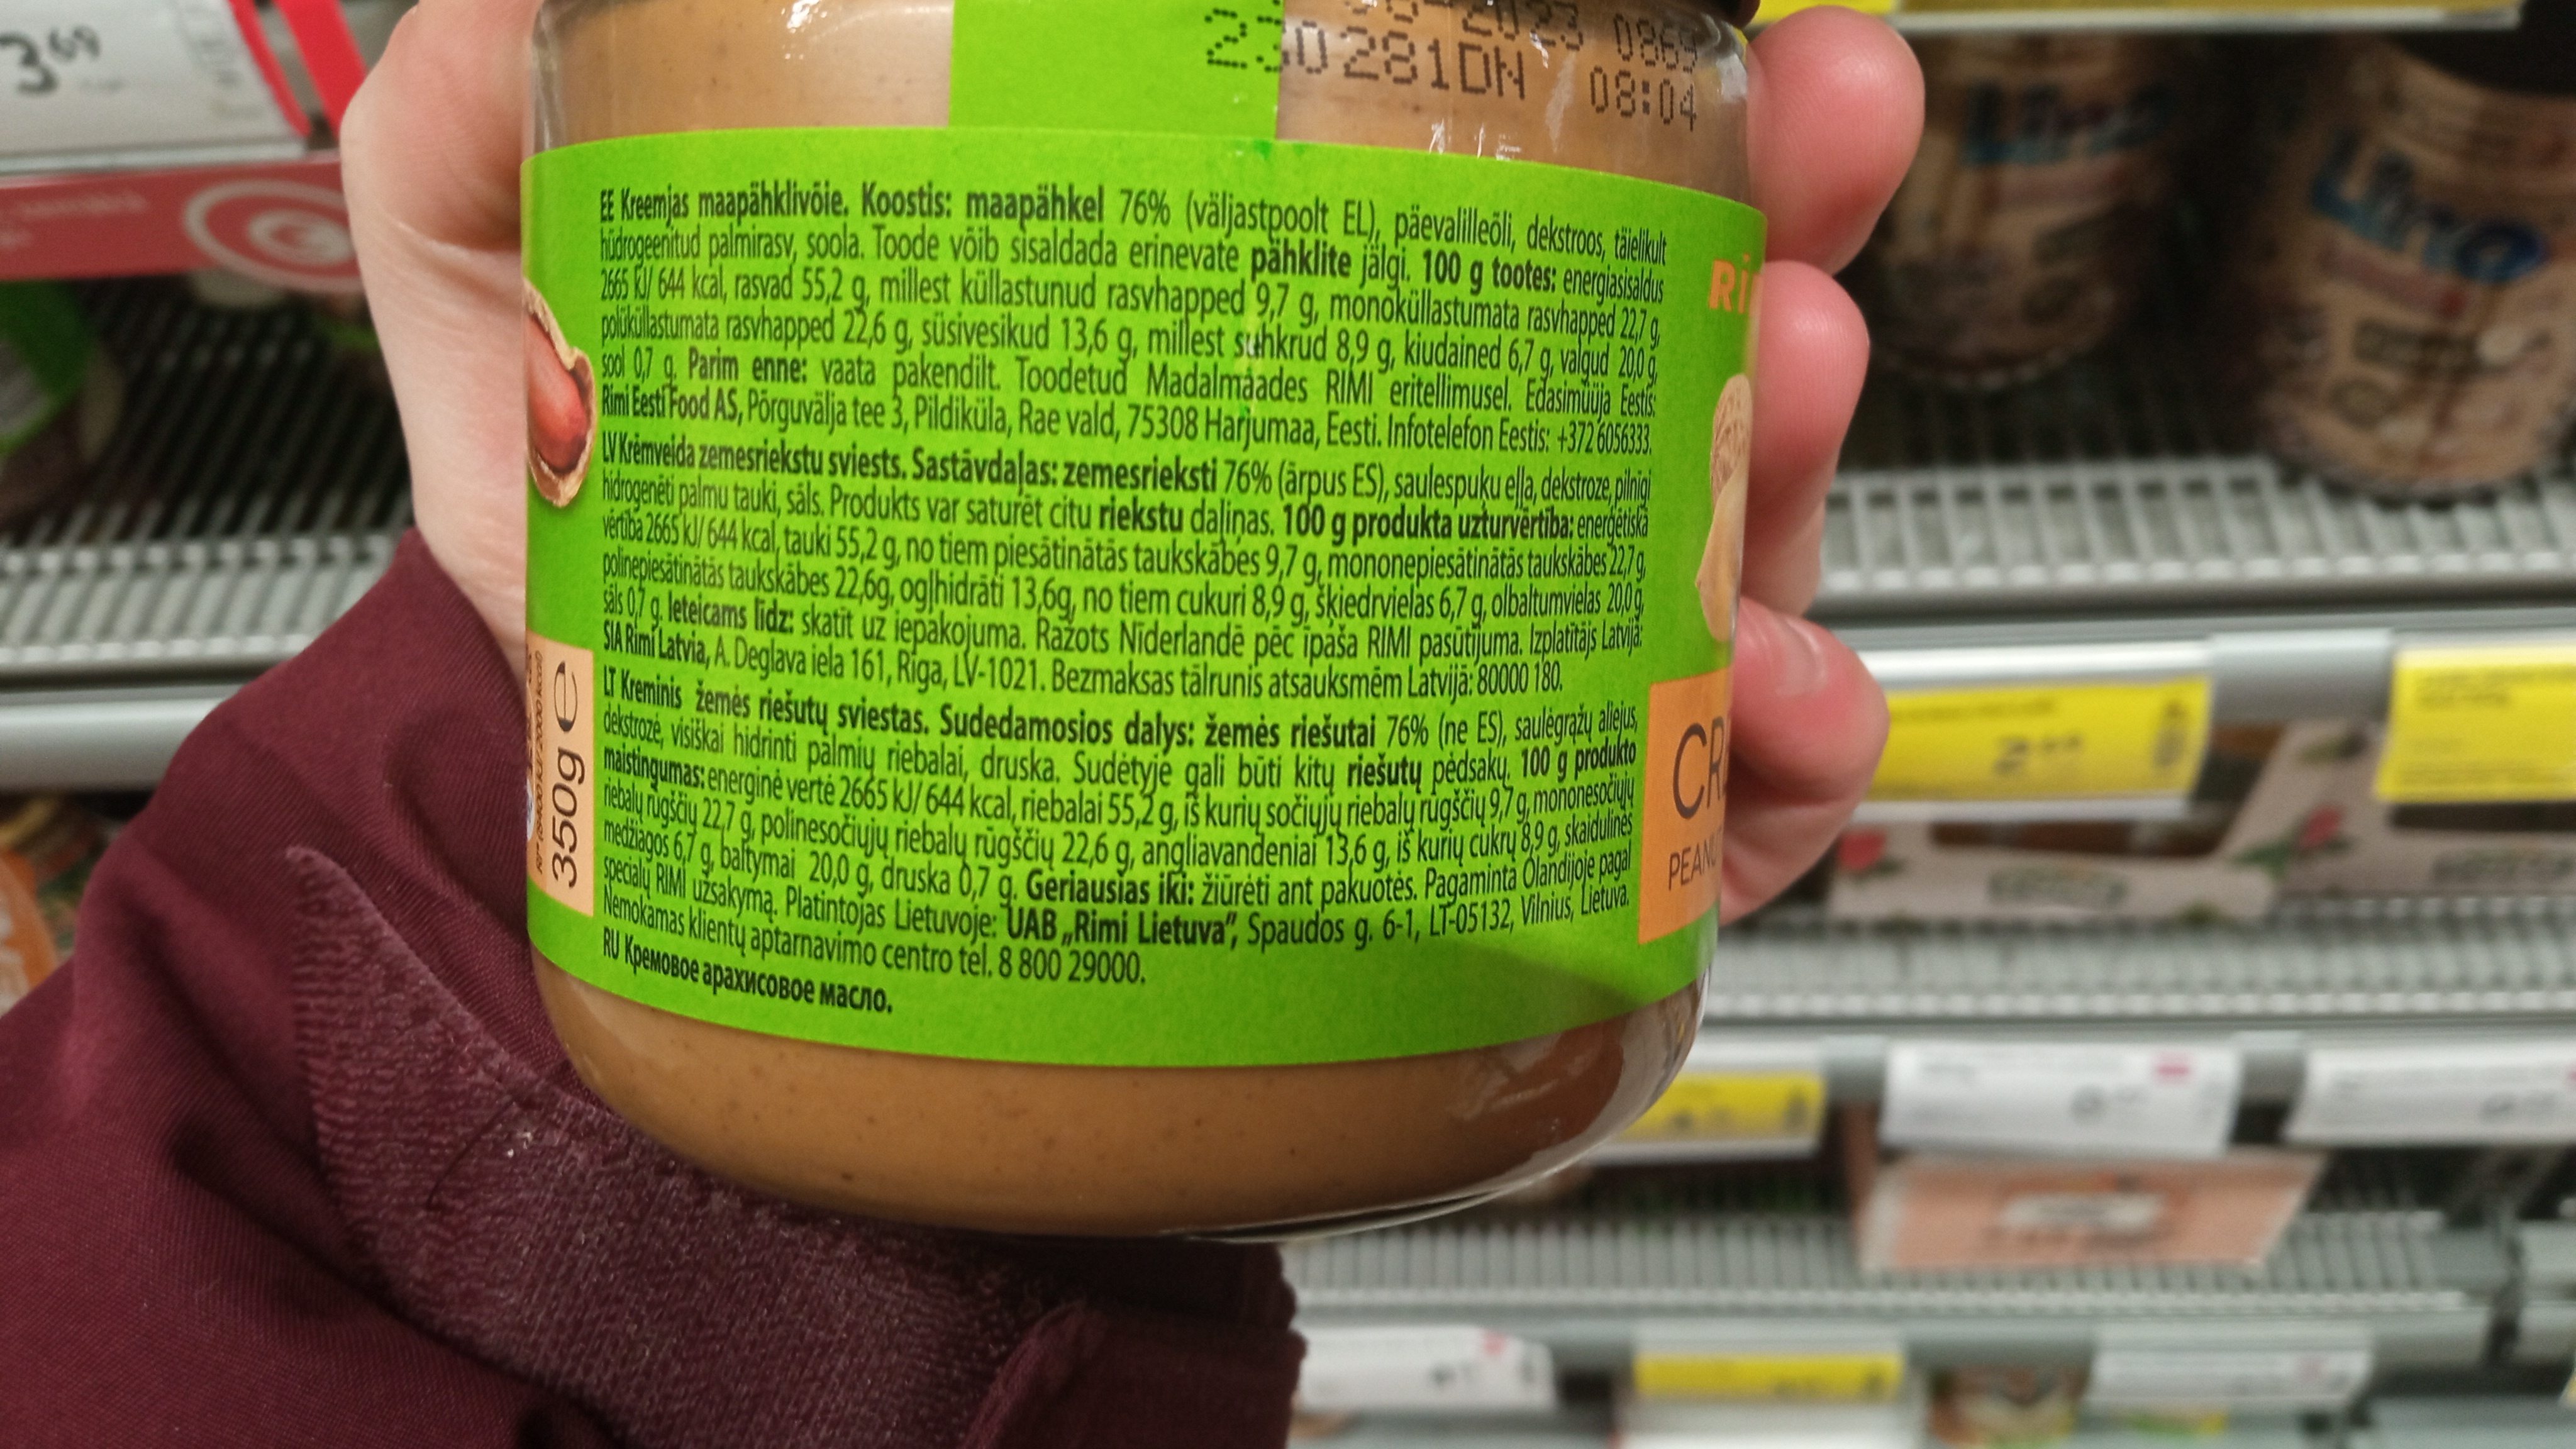 3 69
-2023 0869
281DN 08:04
EE Kreemjas maapähklivõie. Koostis: maapähkel 76% (väljastpoolt EL), päevalilleõli, dekstroos, täielikult
hüdrogeenitud palmirasv, soola. Toode võib sisaldada erinevate pähklite jälgi. 100 g tootes: energiasisaldus
2665 kJ/ 644 kcal, rasvad 55,2 g, millest küllastunud rasvhapped 9,7 g, monoküllastumata rasvhapped 22,7 g,
polüküllastumata rasvhapped 22,6 g, süsivesikud 13,6 g, millest suhkrud 8,9 g, kiudained 6,7 g, valgud 20,0 g,
sool 0,7 g. Parim enne: vaata pakendilt. Toodetud Madalmaades RIMI eritellimusel. Edasimüüja Eestis:
Rimi Eesti Food AS, Põrguvälja tee 3, Pildiküla, Rae vald, 75308 Harjumaa, Eesti. Infotelefon Eestis: +372 6056333.
LV Krēmveida zemesriekstu sviests. Sastāvdaļas: zemesrieksti 76% (ārpus ES), saulespuķu eļļa, dekstroze, pilnīgi
hidrogenēti palmu tauki, sāls. Produkts var saturēt citu riekstu daļiņas. 100 g produkta uzturvērtība: enerģētiskā
vērtība 2665 kJ/ 644 kcal, tauki 55,2 g, no tiem piesātinātās taukskābes 9,7 g, mononepiesātinātās taukskābes 22,7 g,
polinepiesātinātās taukskābes 22,6g, ogļhidrāti 13,6g, no tiem cukuri 8,9 g, šķiedrvielas 6,7 g, olbaltumvielas 20,0 g,
sāls 0,7 g. Ieteicams līdz: skatīt uz iepakojuma. Ražots Nīderlandē pēc īpaša RIMI pasūtījuma. Izplatītājs Latvijā:
SIA Rimi Latvia, A. Deglava iela 161, Rīga, LV-1021. Bezmaksas tālrunis atsauksmēm Latvijā: 80000 180.
LT Kreminis žemės riešutų sviestas. Sudedamosios dalys: žemės riešutai 76% (ne ES), saulėgrąžų aliejus,
dekstrozė, visiškai hidrinti palmių riebalai, druska. Sudėtyje gali būti kitų riešutų pėdsakų. 100 g produkto
maistingumas: energinė vertė 2665 kJ/ 644 kcal, riebalai 55,2 g, iš kurių sočiųjų riebalų rūgščių 9,7 g, mononesočiųjų
riebalų rūgščių 22,7 g, polinesočiųjų riebalų rūgščių 22,6 g, angliavandeniai 13,6 g, iš kurių cukrų 8,9 g, skaidulinės
medžiagos 6,7 g, baltymai 20,0 g, druska 0,7 g. Geriausias iki: žiūrėti ant pakuotės. Pagaminta Olandijoje pagal
specialų RIMI užsakymą. Platintojas Lietuvoje: UAB „Rimi Lietuva", Spaudos g. 6-1, LT-05132, Vilnius, Lietuva.
Nemokamas klientų aptarnavimo centro tel. 8 800 29000.
RU Кремовое арахисовое масло.
350g e
Ri
CR
PEANU